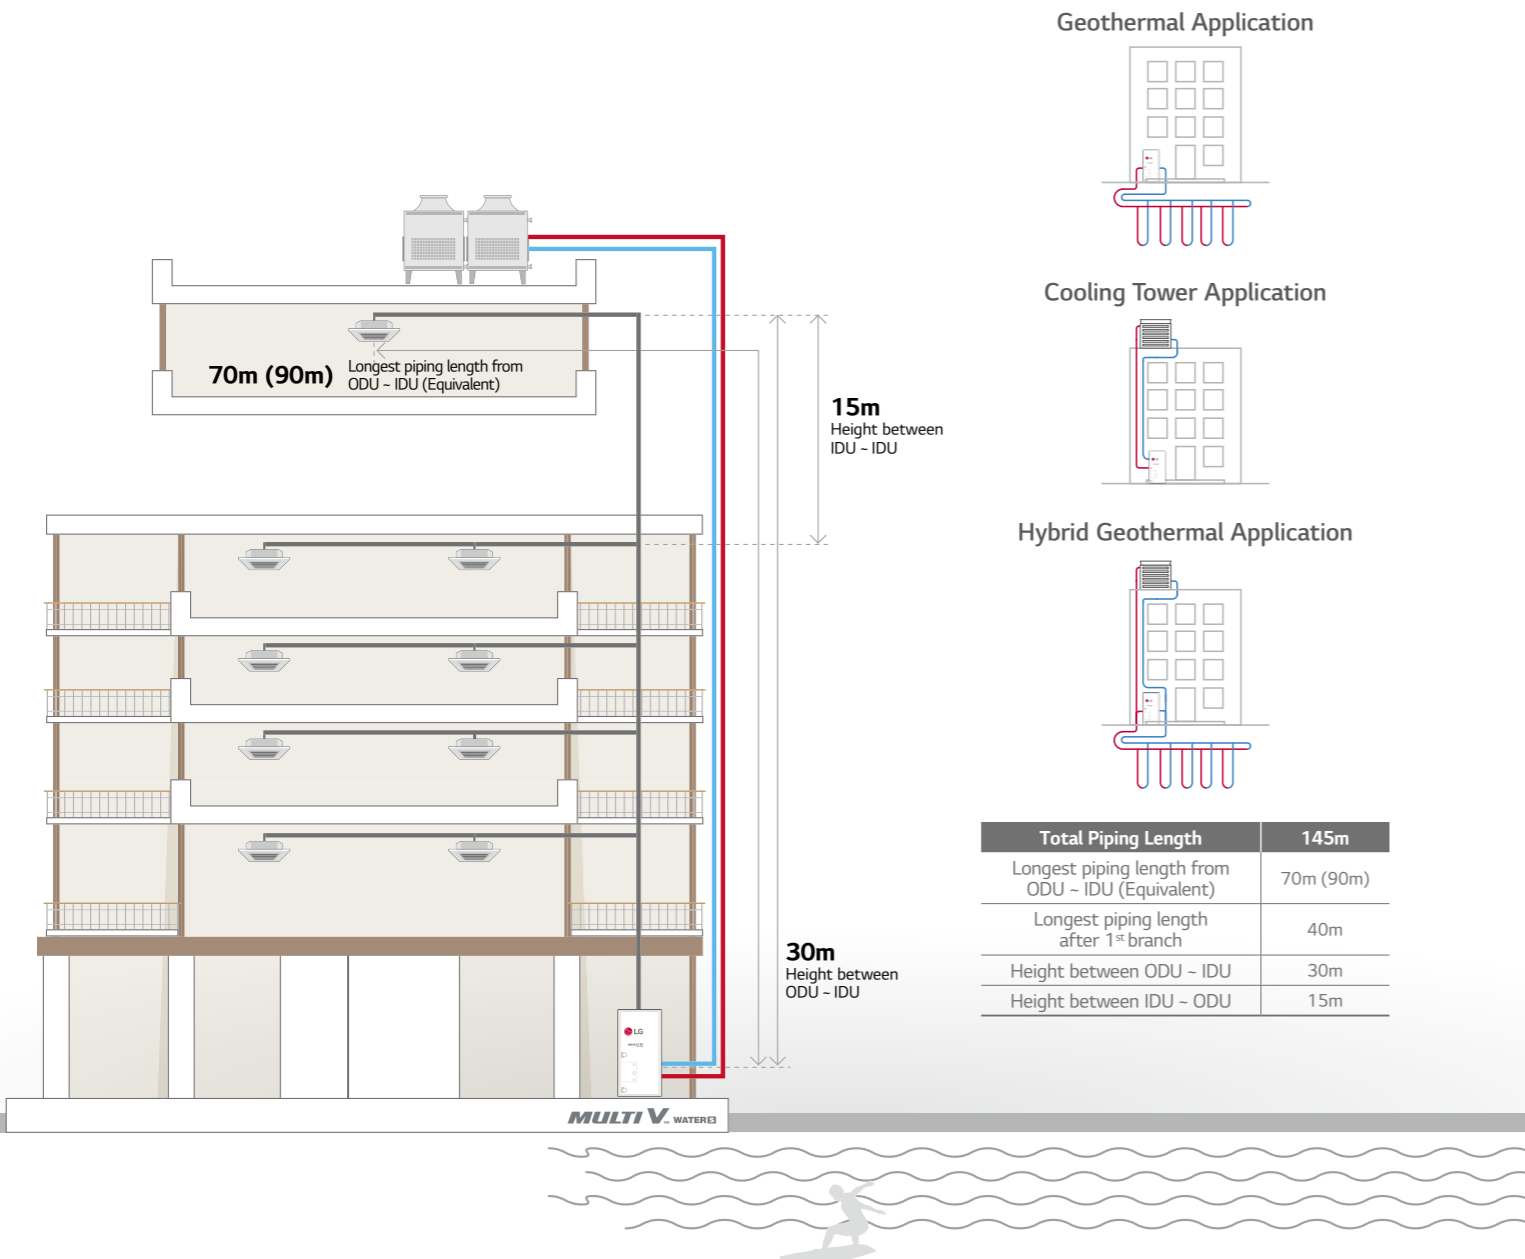 Geothermal Application
Cooling Tower Application
Hybrid Geothermal Application
70m (90m)
Longest piping length from
ODU ~ IDU (Equivalent)
15m
Height between
IDU ~ IDU
30m
Height between
ODU ~ IDU
LG
MULTI V™ WATER S
Total Piping Length 145m
Longest piping length from
ODU ~ IDU (Equivalent) 70m (90m)
Longest piping length
after 1st branch 40m
Height between ODU ~ IDU 30m
Height between IDU ~ ODU 15m